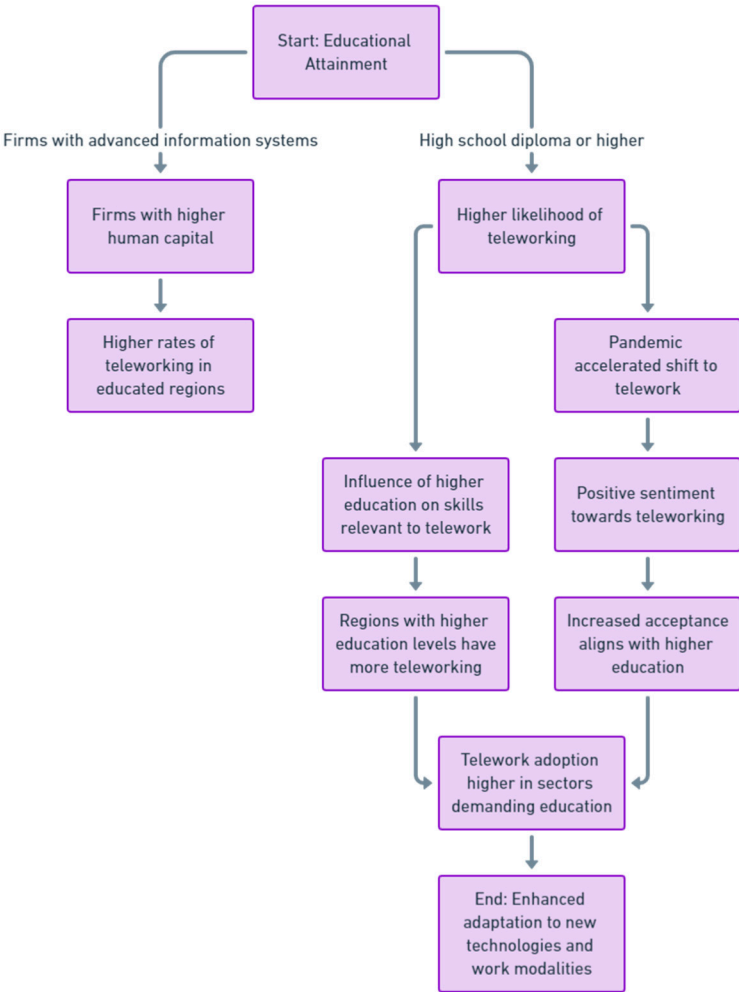 Start: Educational
Attainment
Firms with advanced information systems
High school diploma or higher
Firms with higher
human capital
Higher likelihood of
teleworking
Higher rates of
teleworking in
educated regions
Pandemic
accelerated shift to
telework
Influence of higher
education on skills
relevant to telework
Positive sentiment
towards teleworking
Regions with higher
education levels have
more teleworking
Increased acceptance
aligns with higher
education
Telework adoption
higher in sectors
demanding education
End: Enhanced
adaptation to new
technologies and
work modalities